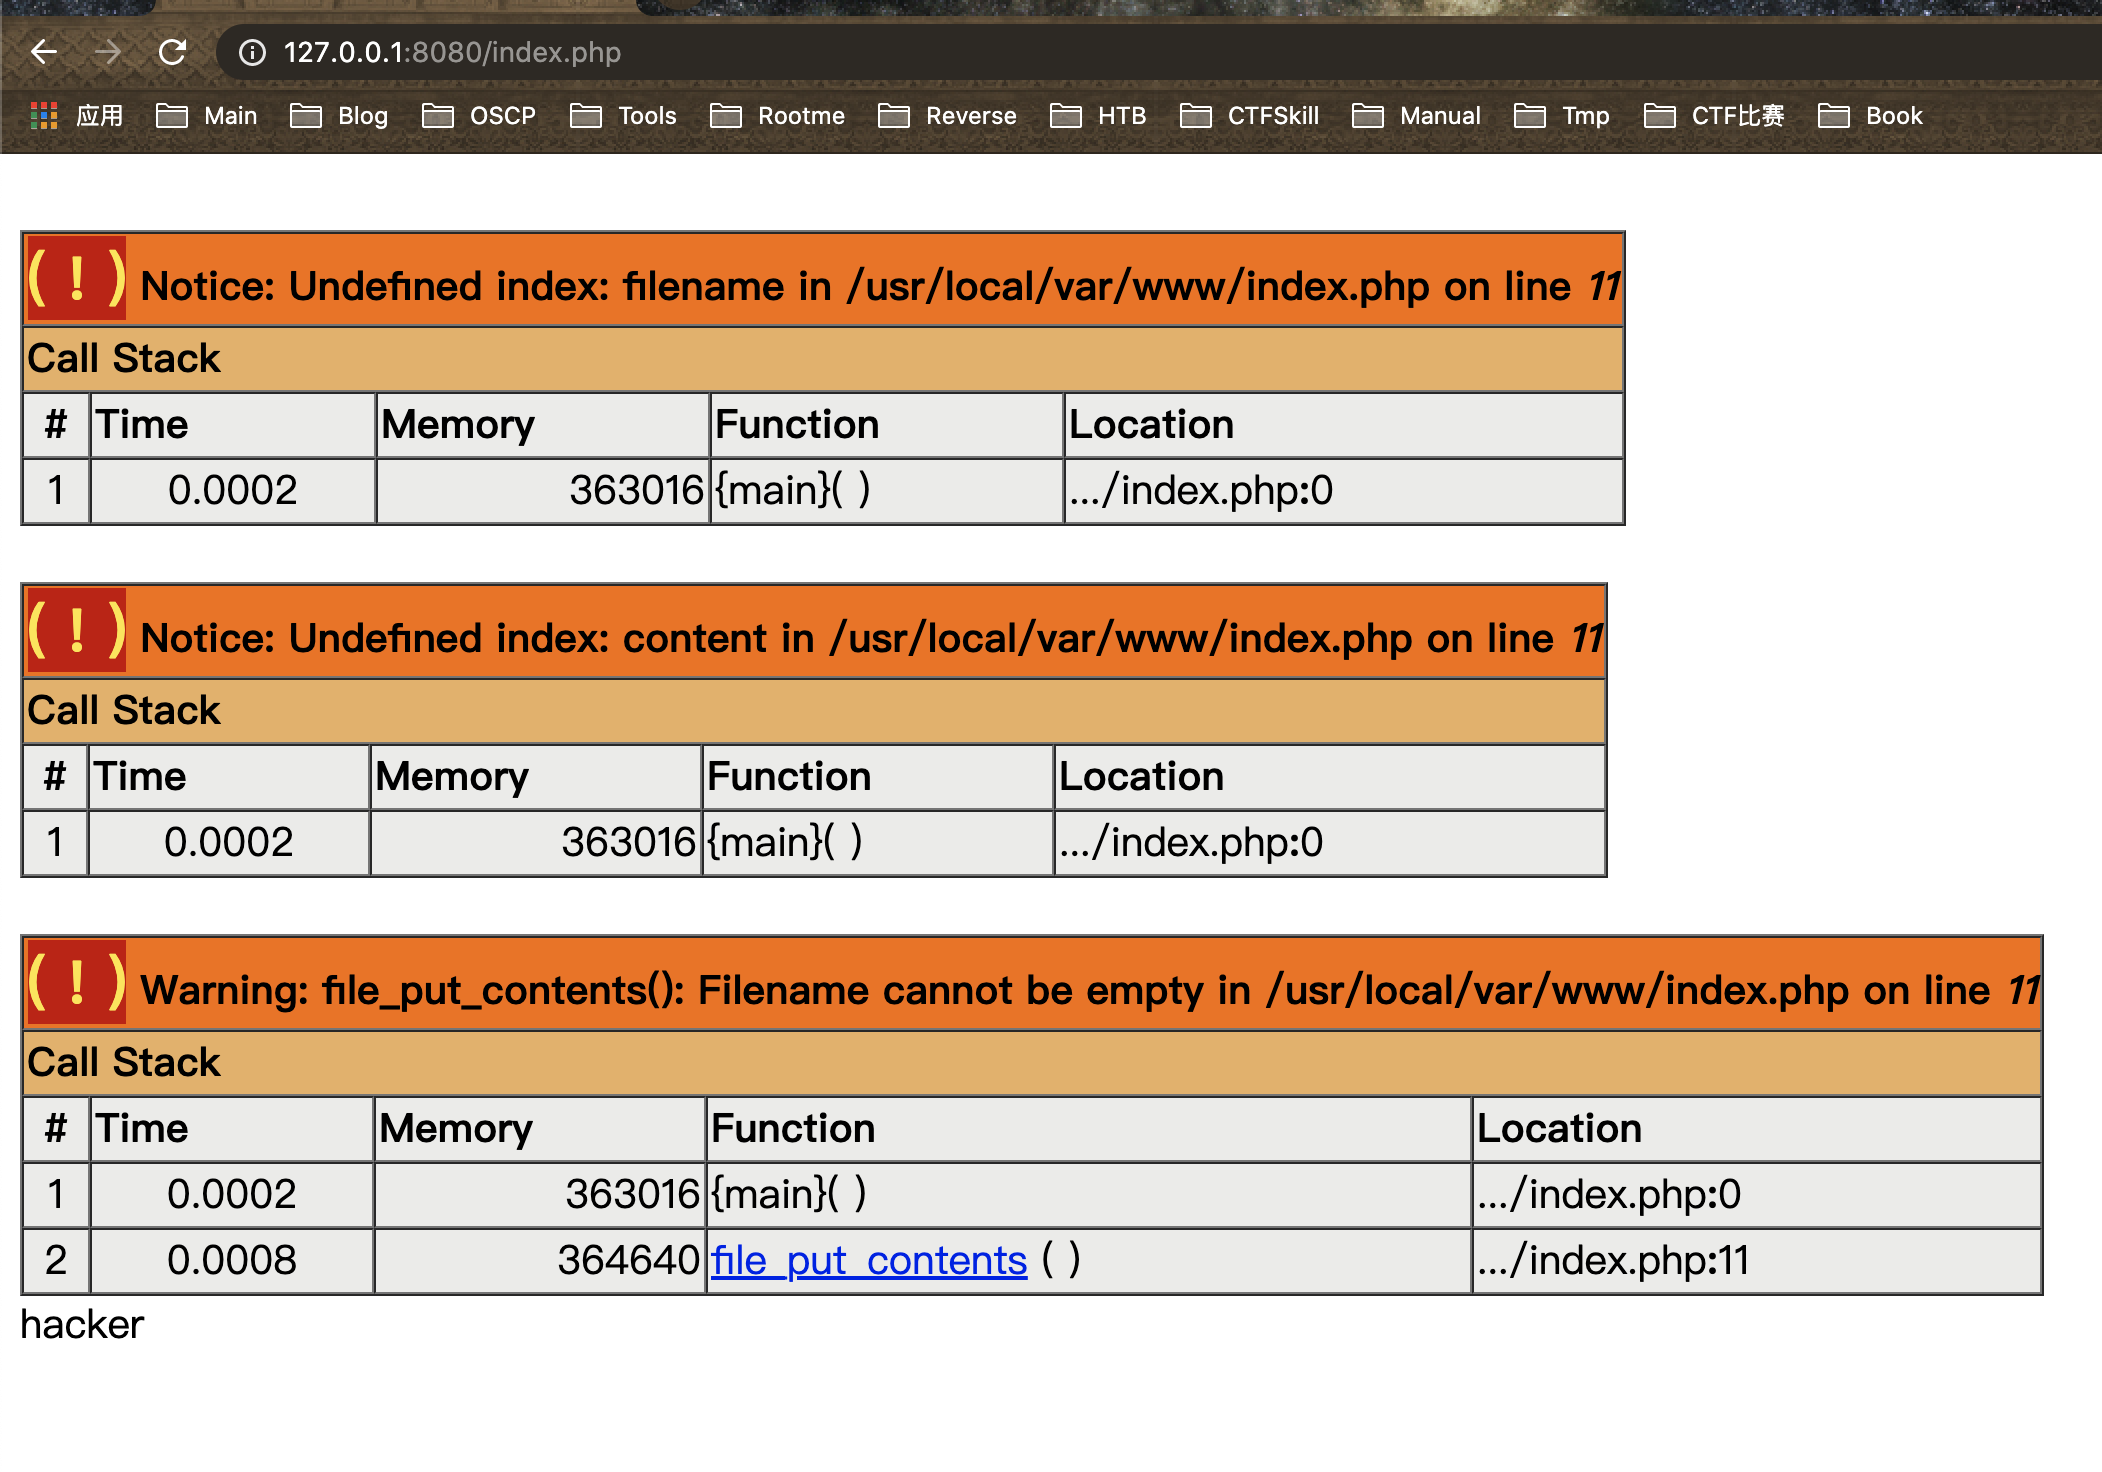 127.0.0.1:8080/index.php
应用 Main Blog OSCP Tools Rootme Reverse HTB CTFSkill Manual Tmp CTF比赛 Book
( ! ) Notice: Undefined index: filename in /usr/local/var/www/index.php on line 11
Call Stack
# Time Memory Function Location
1 0.0002 363016 {main}( ) .../index.php:0
( ! ) Notice: Undefined index: content in /usr/local/var/www/index.php on line 11
Call Stack
# Time Memory Function Location
1 0.0002 363016 {main}( ) .../index.php:0
( ! ) Warning: file_put_contents(): Filename cannot be empty in /usr/local/var/www/index.php on line 11
Call Stack
# Time Memory Function Location
1 0.0002 363016 {main}( ) .../index.php:0
2 0.0008 364640 file_put_contents ( ) .../index.php:11
hacker